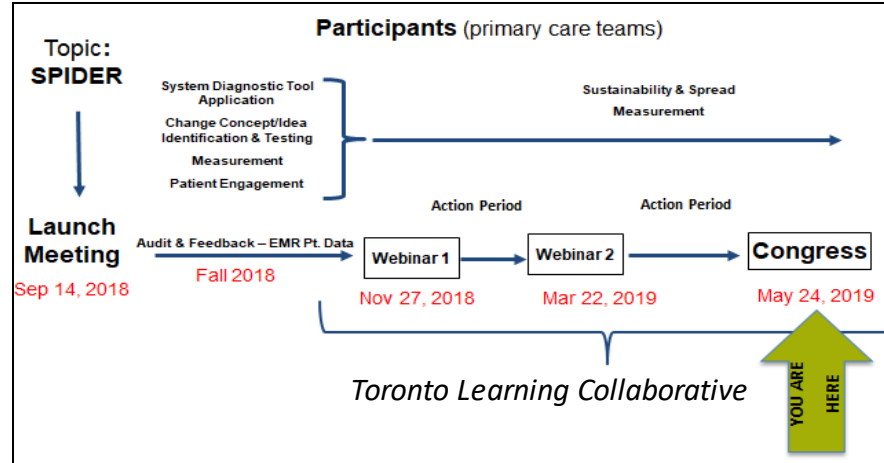 Participants (primary care teams)
Topic:
SPIDER
System Diagnostic Tool
Application
Change Concept/Idea
Identification & Testing
Measurement
Patient Engagement
Sustainability & Spread
Measurement
Launch
Meeting
Sep 14, 2018
Audit & Feedback – EMR Pt. Data
Fall 2018
Action Period
Action Period
Webinar 1
Webinar 2
Congress
Nov 27, 2018
Mar 22, 2019
May 24, 2019
Toronto Learning Collaborative
YOU ARE
HERE